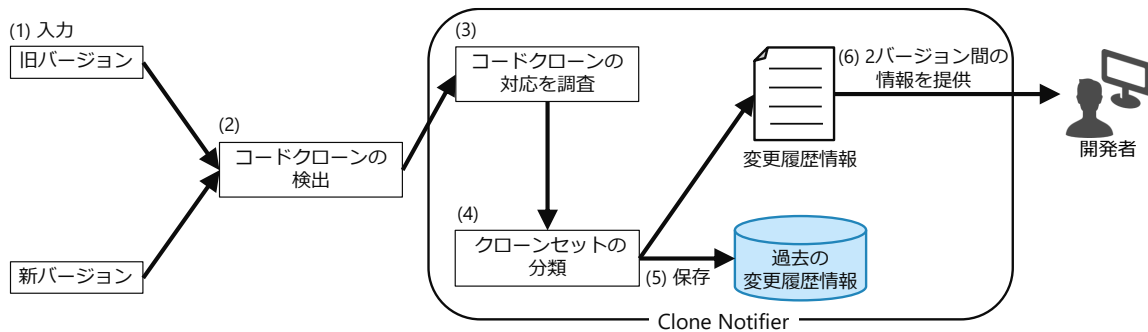 (1) 入力
旧バージョン
新バージョン
(2)
コードクローンの
検出
(3)
コードクローンの
対応を調査
(4)
クローンセットの
分類
(5) 保存
過去の
変更履歴情報
変更履歴情報
(6) 2バージョン間の
情報を提供
開発者
Clone Notifier